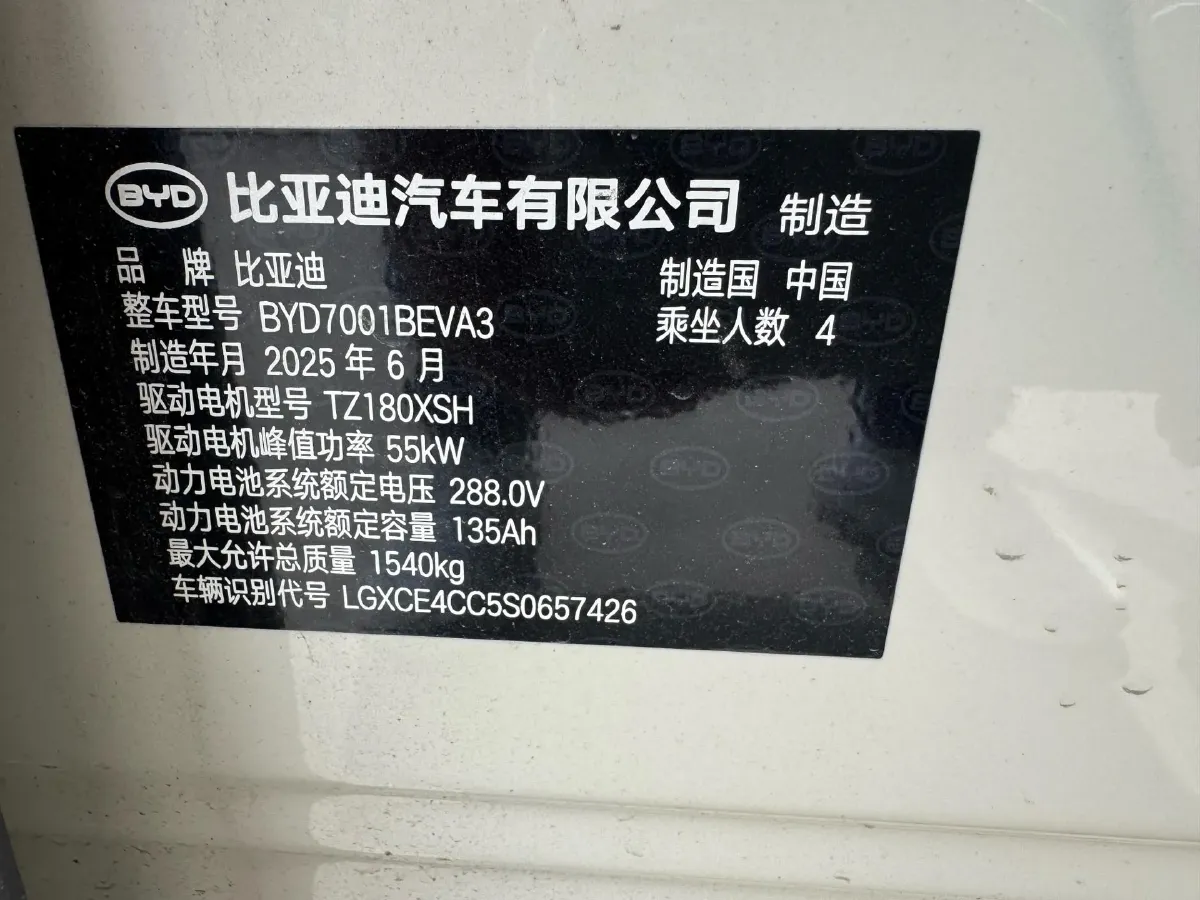 BYD 比亚迪汽车有限公司 制造
品 牌 比亚迪 制造国 中国
整车型号 BYD7001BEVA3 乘坐人数 4
制造年月 2025 年 6 月
驱动电机型号 TZ180XSH
驱动电机峰值功率 55kW
动力电池系统额定电压 288.0V
动力电池系统额定容量 135Ah
最大允许总质量 1540kg
车辆识别代号 LGXCE4CC5S0657426